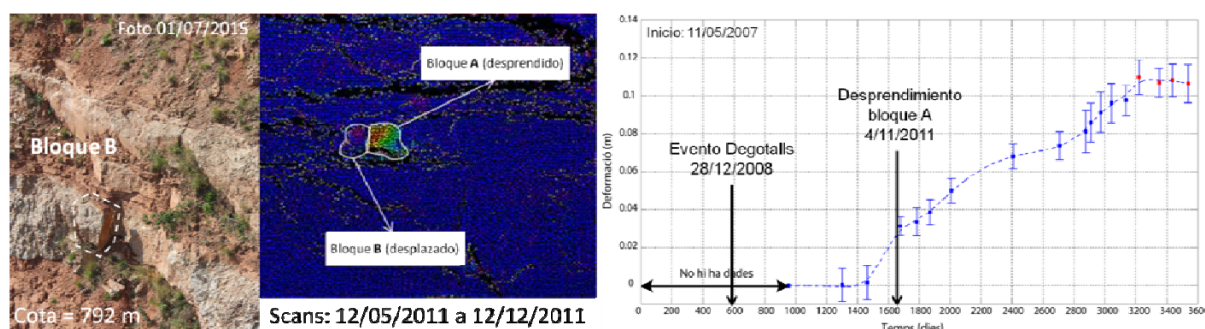 Foto 01/07/2015
Bloque B
Cota = 792 m
Bloque A (desprendido)
Bloque B (desplazado)
Scans: 12/05/2011 a 12/12/2011
Inicio: 11/05/2007
Deformació (m)
0.14
0.12
0.1
0.08
0.06
0.04
0.02
0
Evento Degotalls
28/12/2008
Desprendimiento
bloque A
4/11/2011
No hi ha dades
0 200 400 600 800 1000 1200 1400 1600 1800 2000 2200 2400 2600 2800 3000 3200 3400 360
Temps (dies)